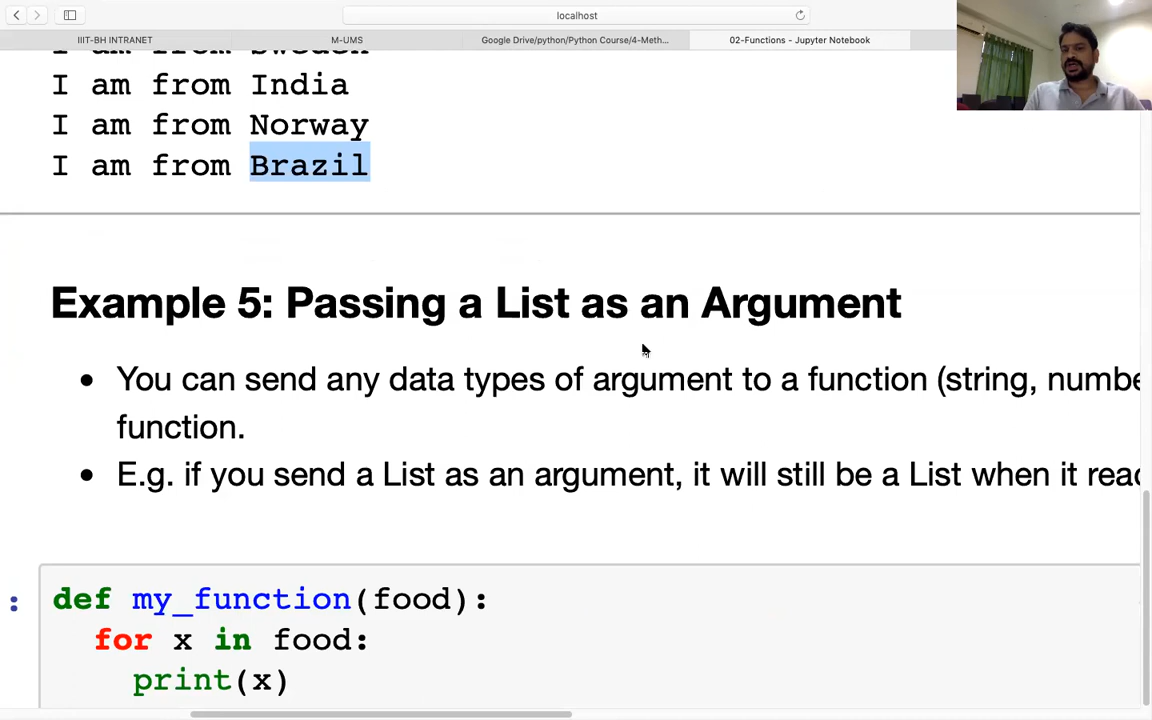 localhost
IIIT-BH INTRANET
M-UMS
Google Drive/python/Python Course/4-Meth...
02-Functions - Jupyter Notebook
I am from Sweden
I am from India
I am from Norway
I am from Brazil
Example 5: Passing a List as an Argument
• You can send any data types of argument to a function (string, numbe
function.
• E.g. if you send a List as an argument, it will still be a List when it reac
:
def my_function(food):
for x in food:
print(x)